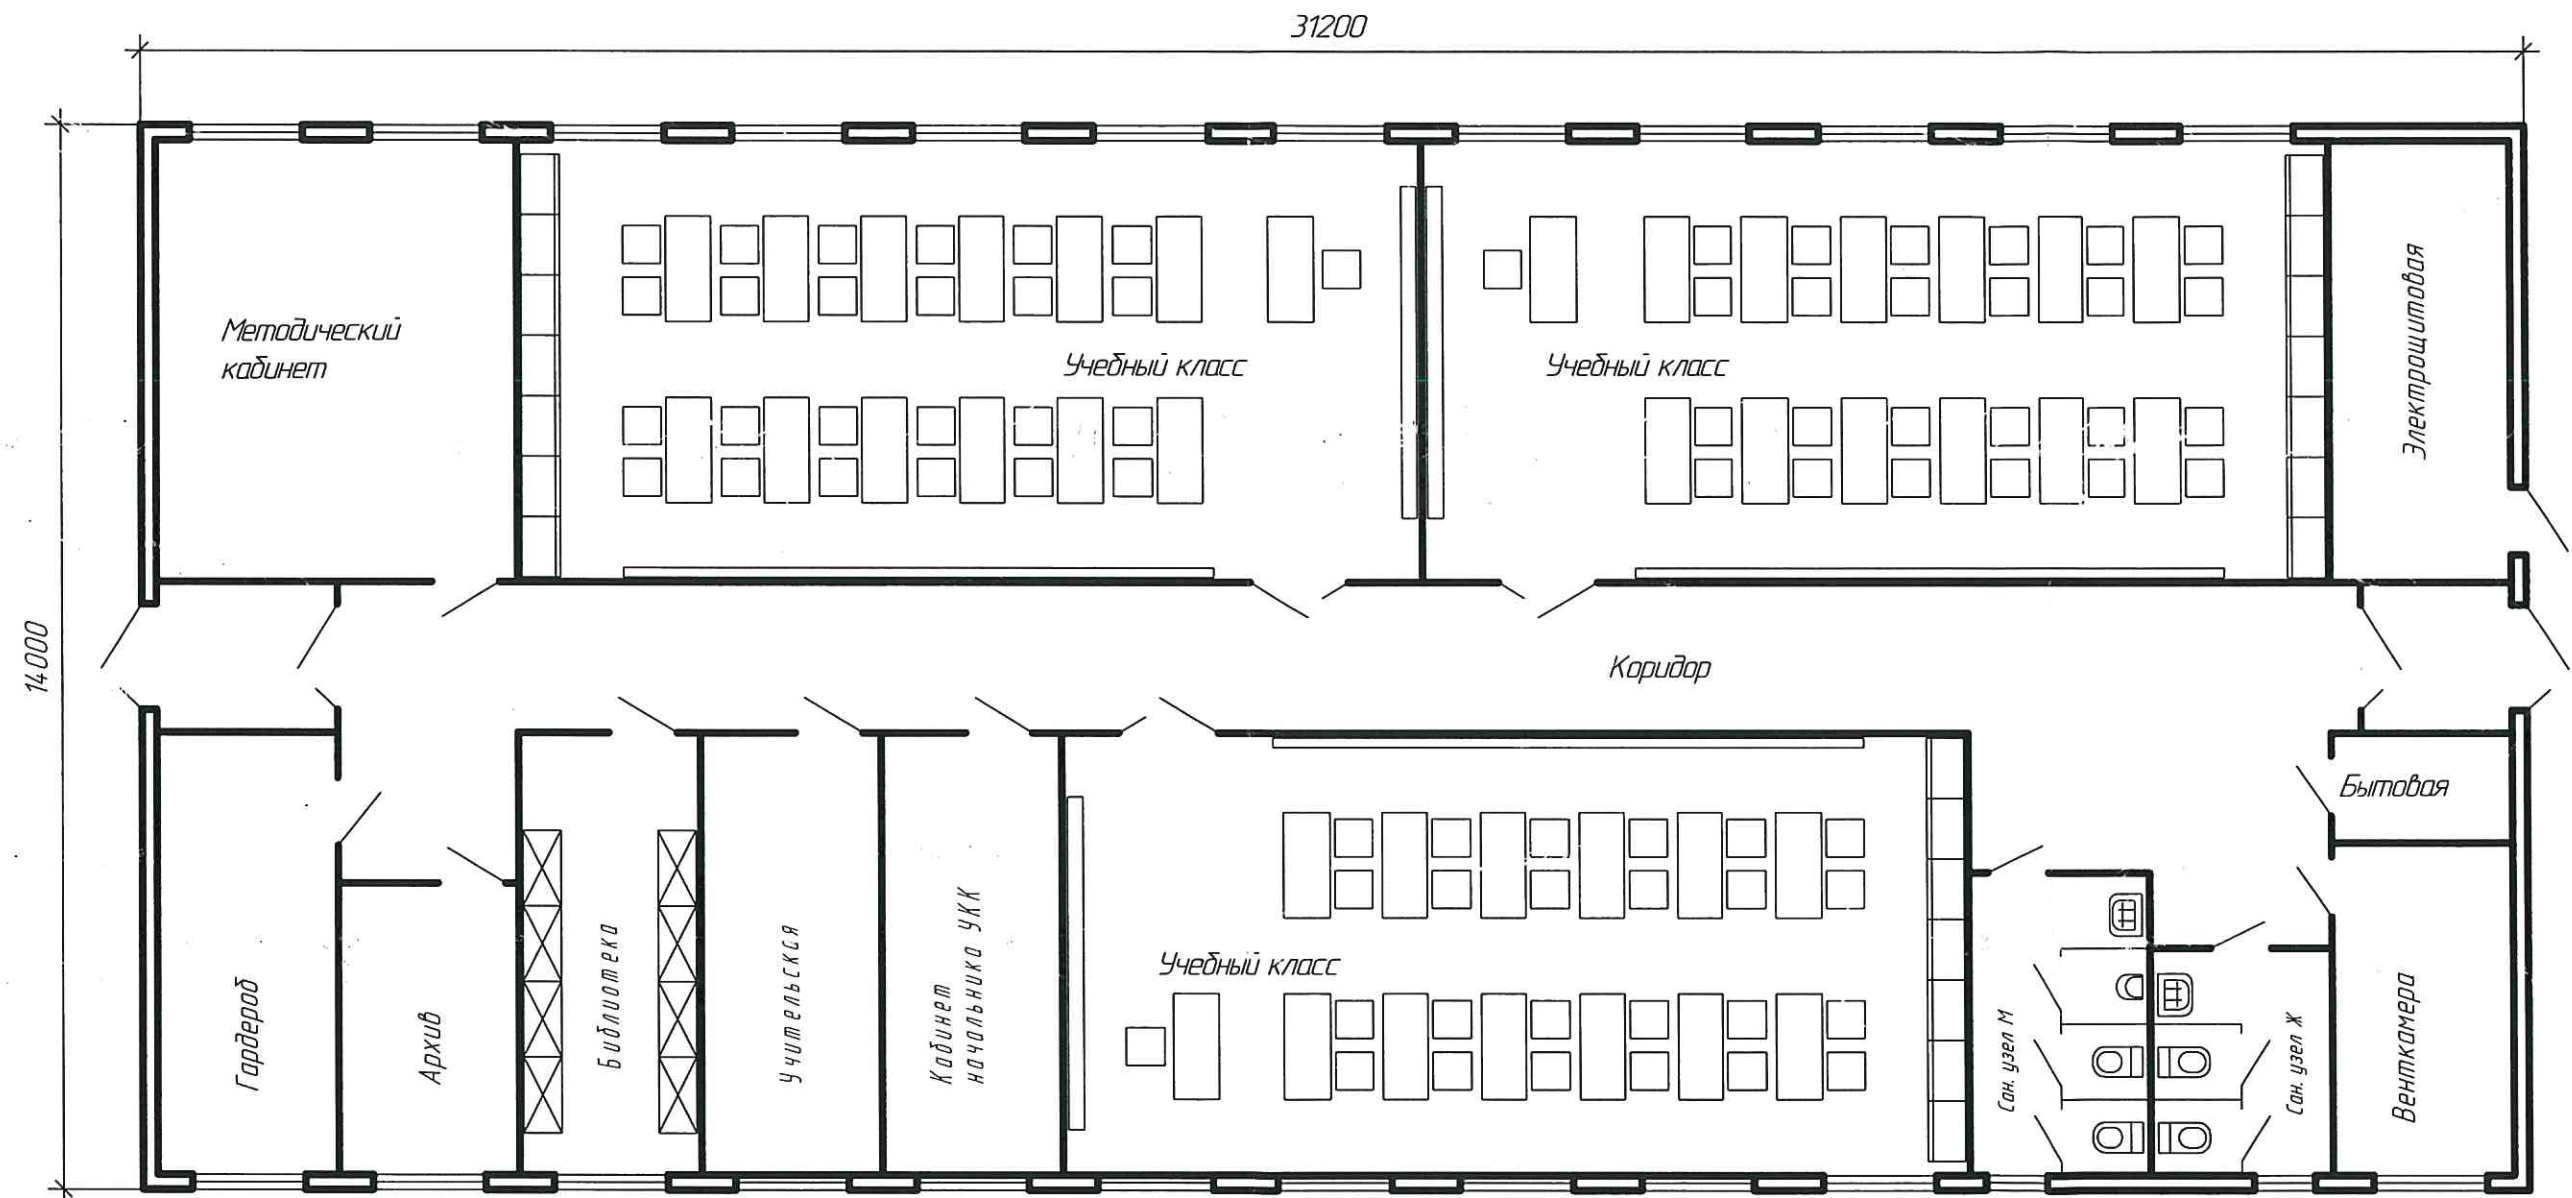 31200
14000
Методический
кабинет
Учебный класс
Учебный класс
Электрощитовая
Коридор
Бытовая
Гардероб
Архив
Библиотека
Учительская
Кабинет
начальника УКК
Учебный класс
Сан. узел М
Сан. узел Ж
Венткамера